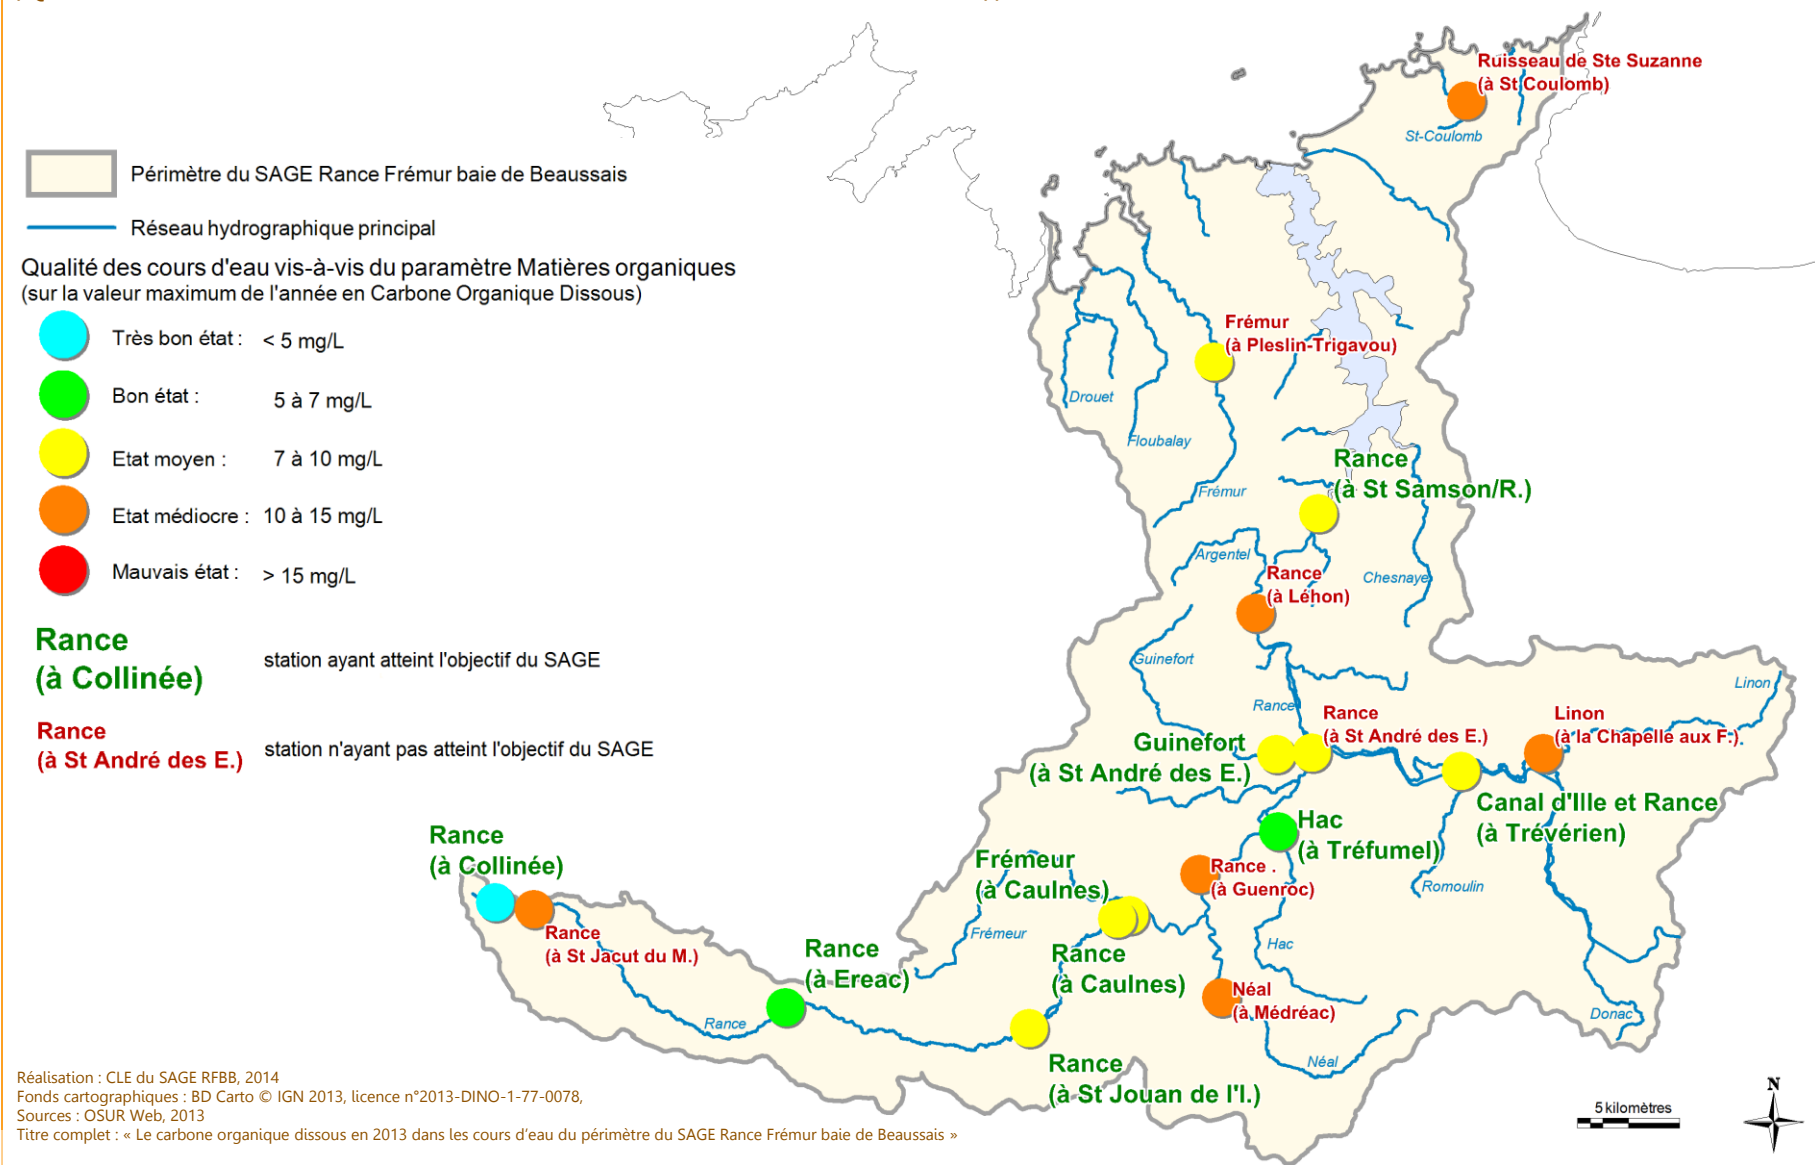 Périmètre du SAGE Rance Frémur baie de Beaussais
Réseau hydrographique principal
Qualité des cours d'eau vis-à-vis du paramètre Matières organiques
(sur la valeur maximum de l'année en Carbone Organique Dissous)
Très bon état : < 5 mg/L
Bon état : 5 à 7 mg/L
Etat moyen : 7 à 10 mg/L
Etat médiocre : 10 à 15 mg/L
Mauvais état : > 15 mg/L
Rance
(à Collinée)
station ayant atteint l'objectif du SAGE
Rance
(à St André des E.)
station n'ayant pas atteint l'objectif du SAGE
Ruisseau de Ste Suzanne
(à St Coulomb)
St-Coulomb
Frémur
(à Pleslin-Trigavou)
Drouet
Floubalay
Frémur
Rance
(à St Samson/R.)
Argentel
Chesnaye
Rance
(à Léhon)
Guinefort
Rance
Linon
Rance
(à St André des E.)
Linon
(à la Chapelle aux F.)
Guinefort
(à St André des E.)
Canal d'Ille et Rance
(à Trévérien)
Hac
(à Tréfumel)
Romoulin
Rance .
(à Guenroc)
Frémeur
(à Caulnes)
Rance
(à Collinée)
Rance
(à St Jacut du M.)
Frémeur
Rance
(à Ereac)
Rance
(à Caulnes)
Hac
Néal
(à Médréac)
Rance
Donac
Néal
Rance
(à St Jouan de l'I.)
Réalisation : CLE du SAGE RFBB, 2014
Fonds cartographiques : BD Carto © IGN 2013, licence n°2013-DINO-1-77-0078,
Sources : OSUR Web, 2013
Titre complet : « Le carbone organique dissous en 2013 dans les cours d'eau du périmètre du SAGE Rance Frémur baie de Beaussais »
5 kilomètres
N